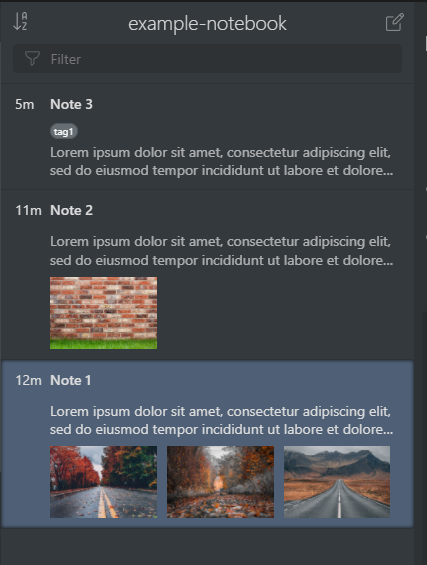 example-notebook
Filter
5m Note 3
tag1
Lorem ipsum dolor sit amet, consectetur adipiscing elit,
sed do eiusmod tempor incididunt ut labore et dolore...
11m Note 2
Lorem ipsum dolor sit amet, consectetur adipiscing elit,
sed do eiusmod tempor incididunt ut labore et dolore...
12m Note 1
Lorem ipsum dolor sit amet, consectetur adipiscing elit,
sed do eiusmod tempor incididunt ut labore et dolore...